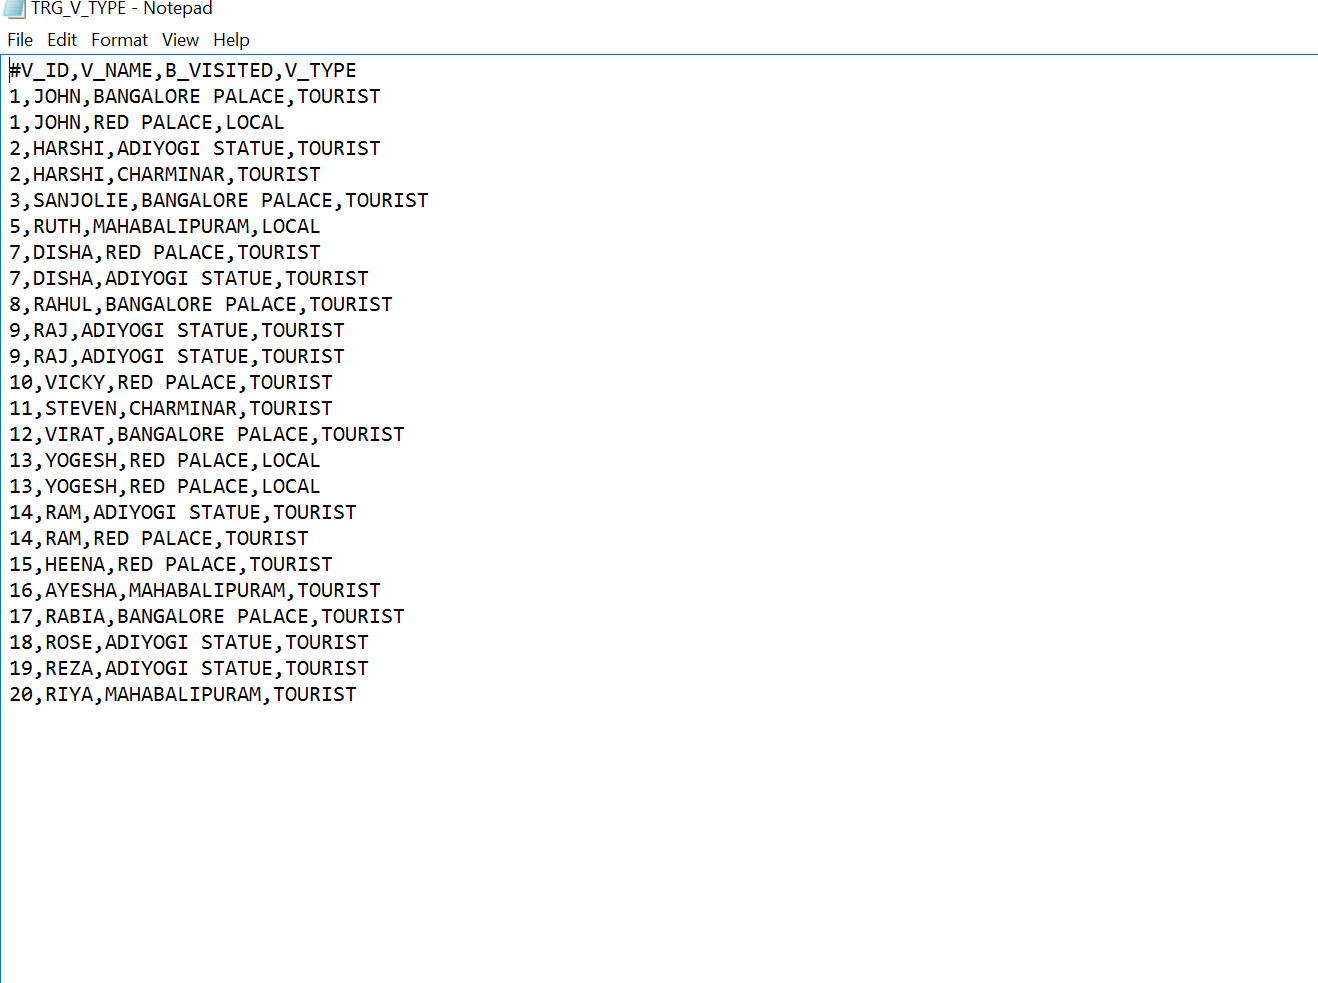 TRG_V_TYPE - Notepad
File Edit Format View Help
#V_ID,V_NAME,B_VISITED,V_TYPE
1,JOHN,BANGALORE PALACE,TOURIST
1,JOHN,RED PALACE,LOCAL
2,HARSHI,ADIYOGI STATUE,TOURIST
2,HARSHI,CHARMINAR,TOURIST
3,SANJOLIE,BANGALORE PALACE,TOURIST
5,RUTH,MAHABALIPURAM,LOCAL
7,DISHA,RED PALACE,TOURIST
7,DISHA,ADIYOGI STATUE,TOURIST
8,RAHUL,BANGALORE PALACE,TOURIST
9,RAJ,ADIYOGI STATUE,TOURIST
9,RAJ,ADIYOGI STATUE,TOURIST
10,VICKY,RED PALACE,TOURIST
11,STEVEN,CHARMINAR,TOURIST
12,VIRAT,BANGALORE PALACE,TOURIST
13,YOGESH,RED PALACE,LOCAL
13,YOGESH,RED PALACE,LOCAL
14,RAM,ADIYOGI STATUE,TOURIST
14,RAM,RED PALACE,TOURIST
15,HEENA,RED PALACE,TOURIST
16,AYESHA,MAHABALIPURAM,TOURIST
17,RABIA,BANGALORE PALACE,TOURIST
18,ROSE,ADIYOGI STATUE,TOURIST
19,REZA,ADIYOGI STATUE,TOURIST
20,RIYA,MAHABALIPURAM,TOURIST